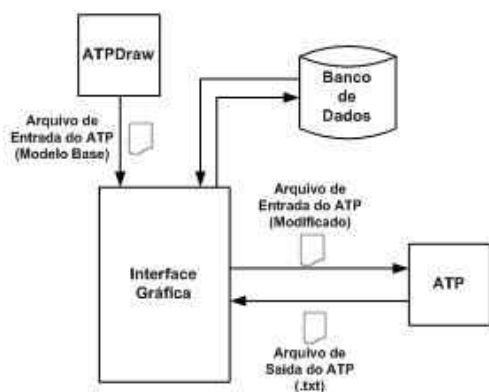 ATPDraw
Banco
de
Dados
Arquivo de
Entrada do ATP
(Modelo Base)
Arquivo de
Entrada do ATP
(Modificado)
Interface
Gráfica
ATP
Arquivo de
Saída do ATP
(.txt)